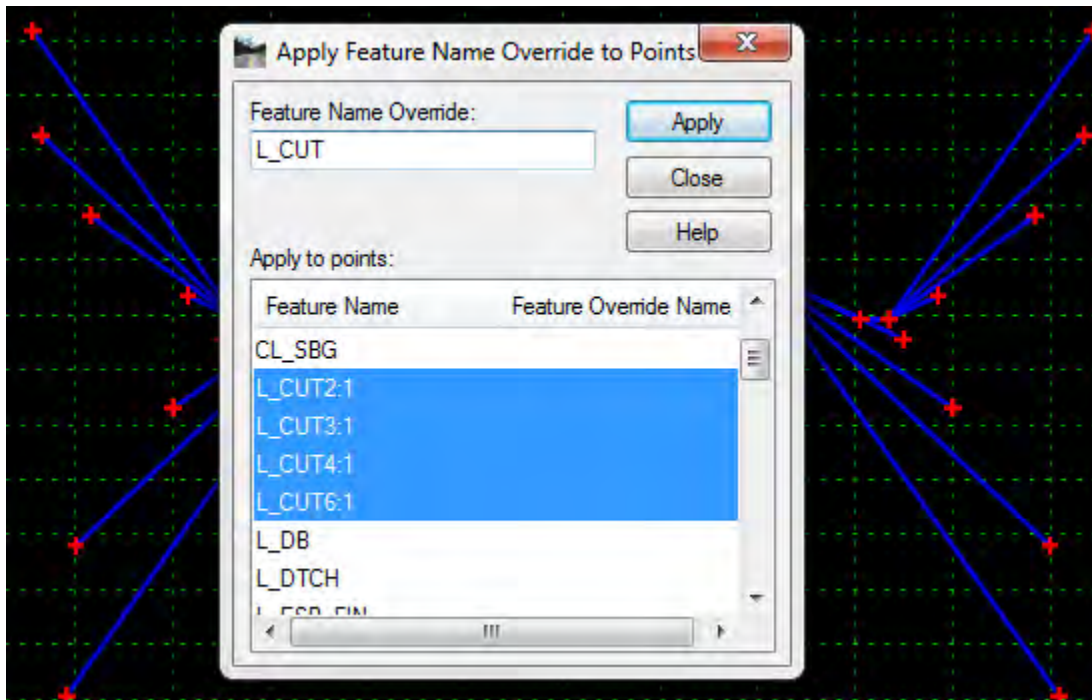 Apply Feature Name Override to Points
Feature Name Override:
Apply
L_CUT
Close
Help
Apply to points:
Feature Name Feature Override Name
CL_SBG
L_CUT2:1
L_CUT3:1
L_CUT4:1
L_CUT6:1
L_DB
L_DTCH